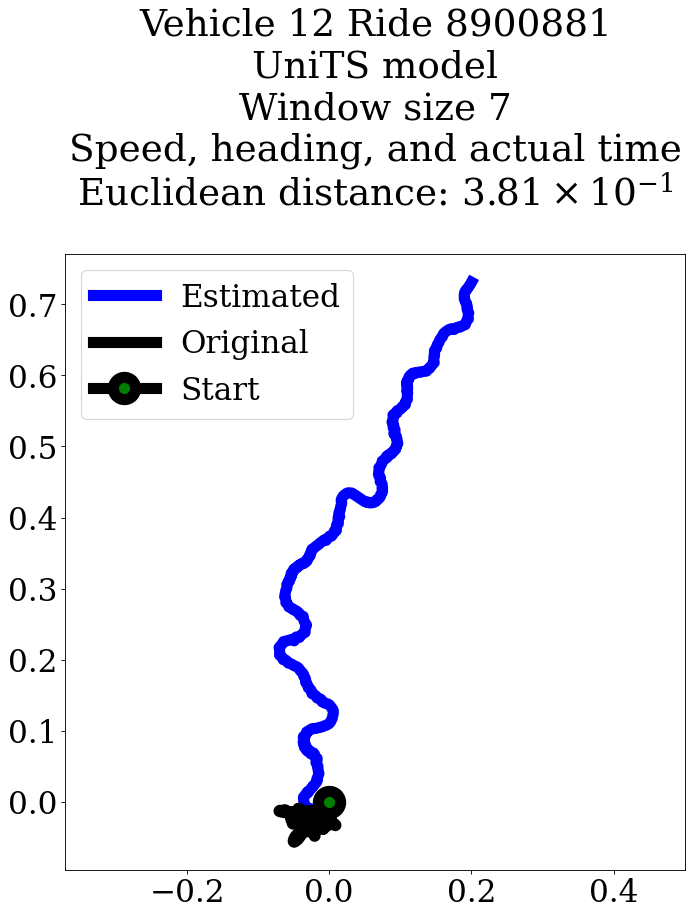 Vehicle 12 Ride 8900881
UniTS model
Window size 7
Speed, heading, and actual time
Euclidean distance: 3.81 × 10⁻¹
Estimated
Original
Start
0.7
0.6
0.5
0.4
0.3
0.2
0.1
0.0
−0.2 0.0 0.2 0.4